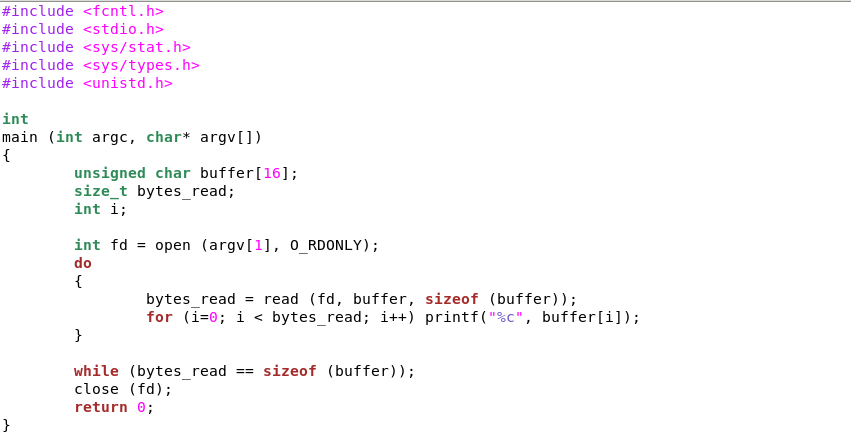 #include <fcntl.h>
#include <stdio.h>
#include <sys/stat.h>
#include <sys/types.h>
#include <unistd.h>

int
main (int argc, char* argv[])
{
        unsigned char buffer[16];
        size_t bytes_read;
        int i;

        int fd = open (argv[1], O_RDONLY);
        do
        {
                bytes_read = read (fd, buffer, sizeof (buffer));
                for (i=0; i < bytes_read; i++) printf("%c", buffer[i]);
        }

        while (bytes_read == sizeof (buffer));
        close (fd);
        return 0;
}